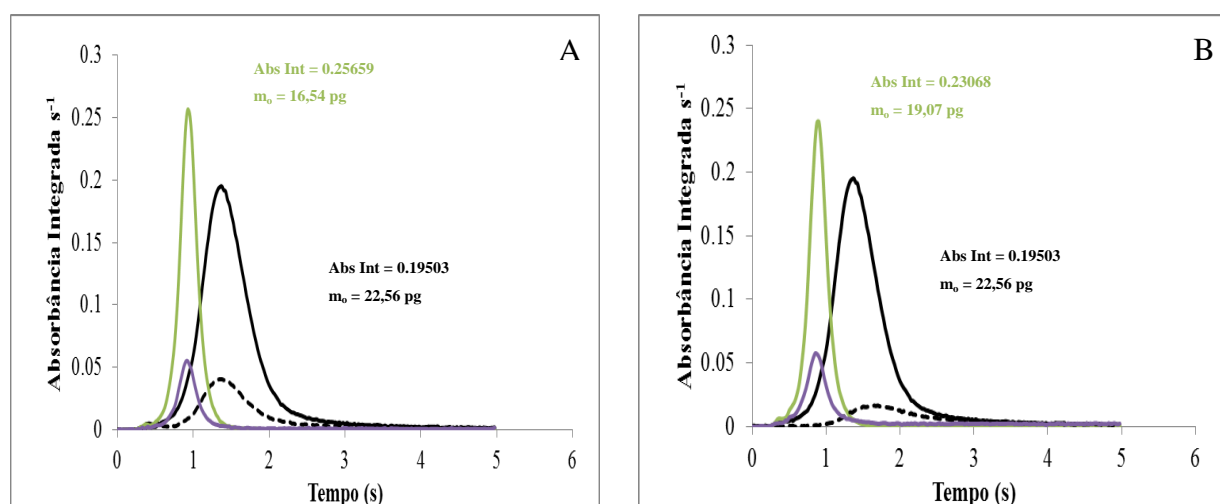 A
Absorbância Integrada s⁻¹
0.3
0.25
0.2
0.15
0.1
0.05
0
Abs Int = 0.25659
mₒ = 16,54 pg
Abs Int = 0.19503
mₒ = 22,56 pg
0 1 2 3 4 5 6
Tempo (s)
B
Absorbância Integrada s⁻¹
0.3
0.25
0.2
0.15
0.1
0.05
0
Abs Int = 0.23068
mₒ = 19,07 pg
Abs Int = 0.19503
mₒ = 22,56 pg
0 1 2 3 4 5 6
Tempo (s)